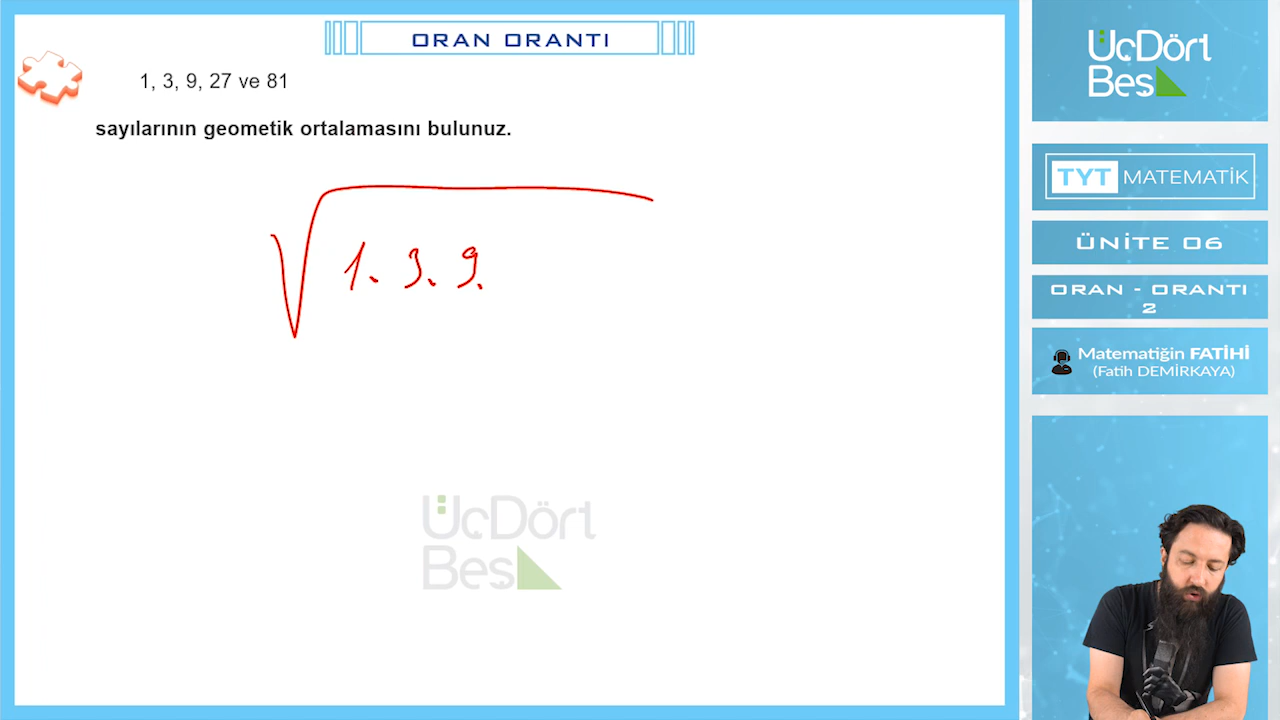 ORAN ORANTI
1, 3, 9, 27 ve 81
sayılarının geometik ortalamasını bulunuz.
1. 3. 9.
ÜçDört
Beş
ÜçDört
Beş
TYT MATEMATİK
ÜNİTE 06
ORAN - ORANTI
2
Matematiğin FATİHİ
(Fatih DEMİRKAYA)